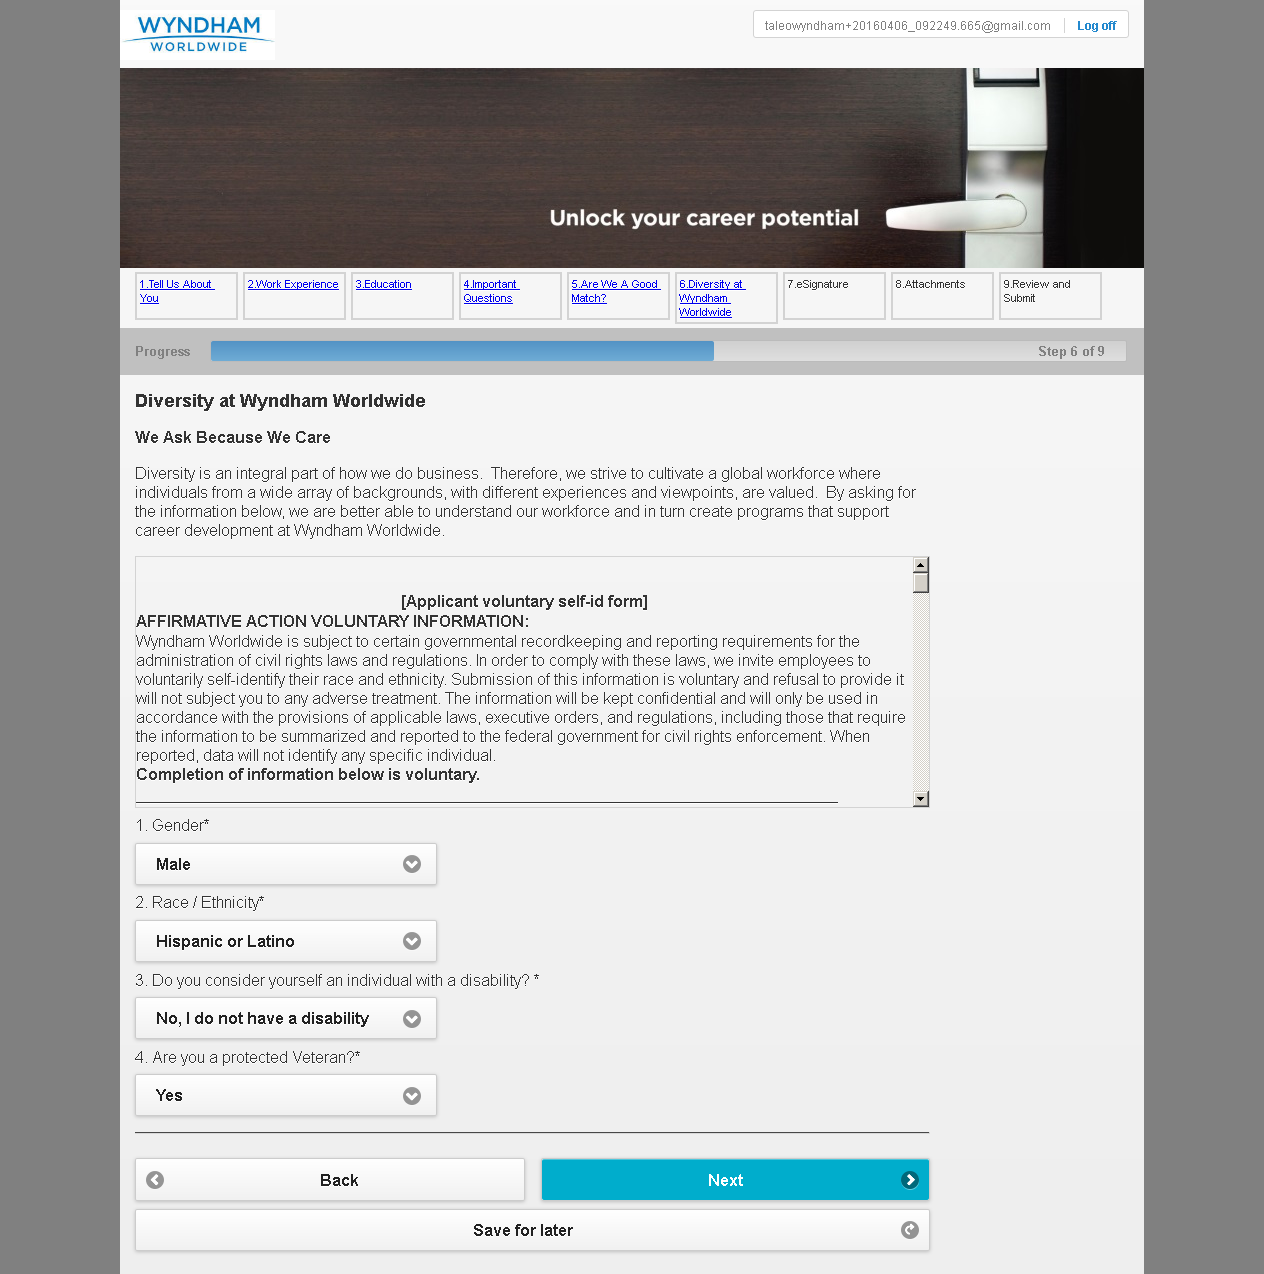 WYNDHAM
WORLDWIDE
taleowyndham+20160406_092249.665@gmail.com
Log off
Unlock your career potential
1.Tell Us About
You
2.Work Experience
3.Education
4.Important
Questions
5.Are We A Good
Match?
6.Diversity at
Wyndham
Worldwide
7.eSignature
8.Attachments
9.Review and
Submit
Progress
Step 6 of 9
Diversity at Wyndham Worldwide
We Ask Because We Care
Diversity is an integral part of how we do business.  Therefore, we strive to cultivate a global workforce where
individuals from a wide array of backgrounds, with different experiences and viewpoints, are valued.  By asking for
the information below, we are better able to understand our workforce and in turn create programs that support
career development at Wyndham Worldwide.
[Applicant voluntary self-id form]
AFFIRMATIVE ACTION VOLUNTARY INFORMATION:
Wyndham Worldwide is subject to certain governmental recordkeeping and reporting requirements for the
administration of civil rights laws and regulations. In order to comply with these laws, we invite employees to
voluntarily self-identify their race and ethnicity. Submission of this information is voluntary and refusal to provide it
will not subject you to any adverse treatment. The information will be kept confidential and will only be used in
accordance with the provisions of applicable laws, executive orders, and regulations, including those that require
the information to be summarized and reported to the federal government for civil rights enforcement. When
reported, data will not identify any specific individual.
Completion of information below is voluntary.
1. Gender*
Male
2. Race / Ethnicity*
Hispanic or Latino
3. Do you consider yourself an individual with a disability? *
No, I do not have a disability
4. Are you a protected Veteran?*
Yes
Back
Next
Save for later